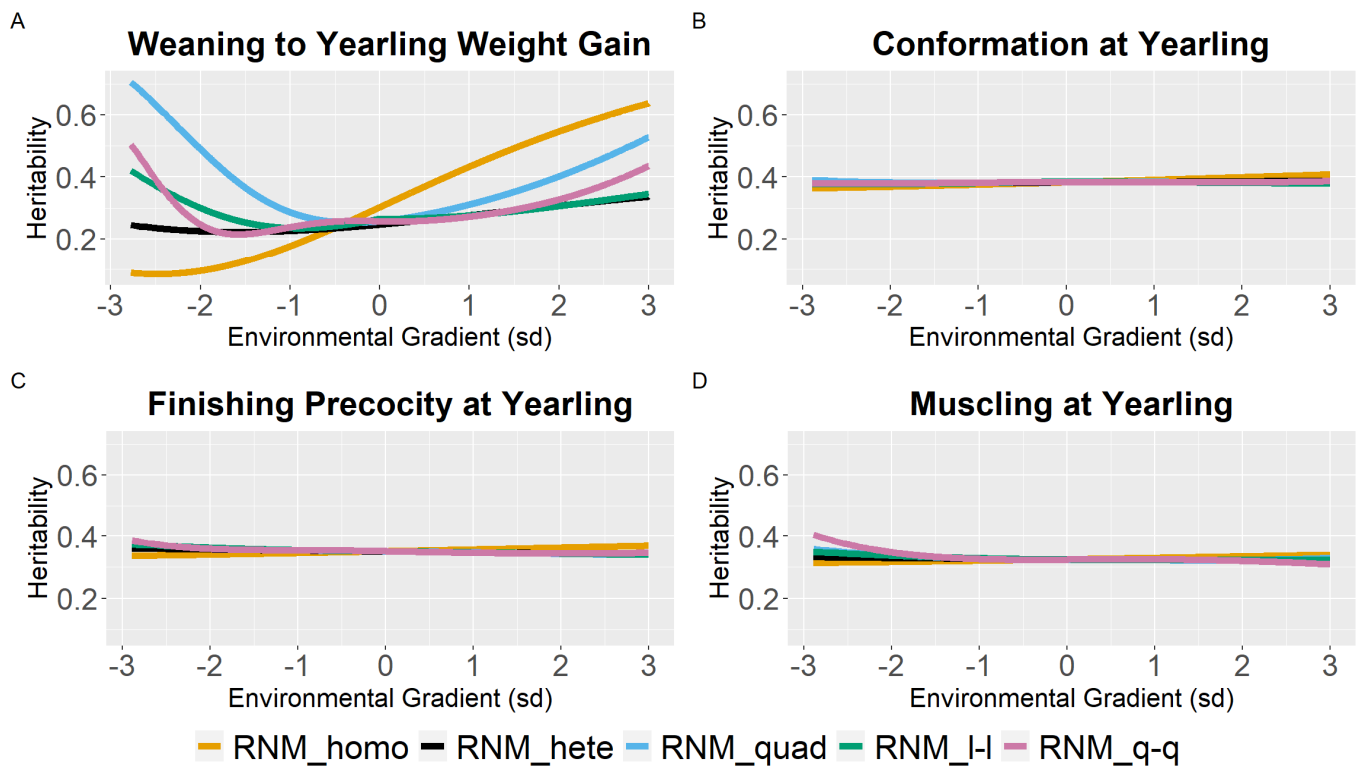 A
Weaning to Yearling Weight Gain
Heritability
0.6
0.4
0.2
-3 -2 -1 0 1 2 3
Environmental Gradient (sd)
B
Conformation at Yearling
Heritability
0.6
0.4
0.2
-3 -2 -1 0 1 2 3
Environmental Gradient (sd)
C
Finishing Precocity at Yearling
Heritability
0.6
0.4
0.2
-3 -2 -1 0 1 2 3
Environmental Gradient (sd)
D
Muscling at Yearling
Heritability
0.6
0.4
0.2
-3 -2 -1 0 1 2 3
Environmental Gradient (sd)
RNM_homo RNM_hete RNM_quad RNM_l-l RNM_q-q